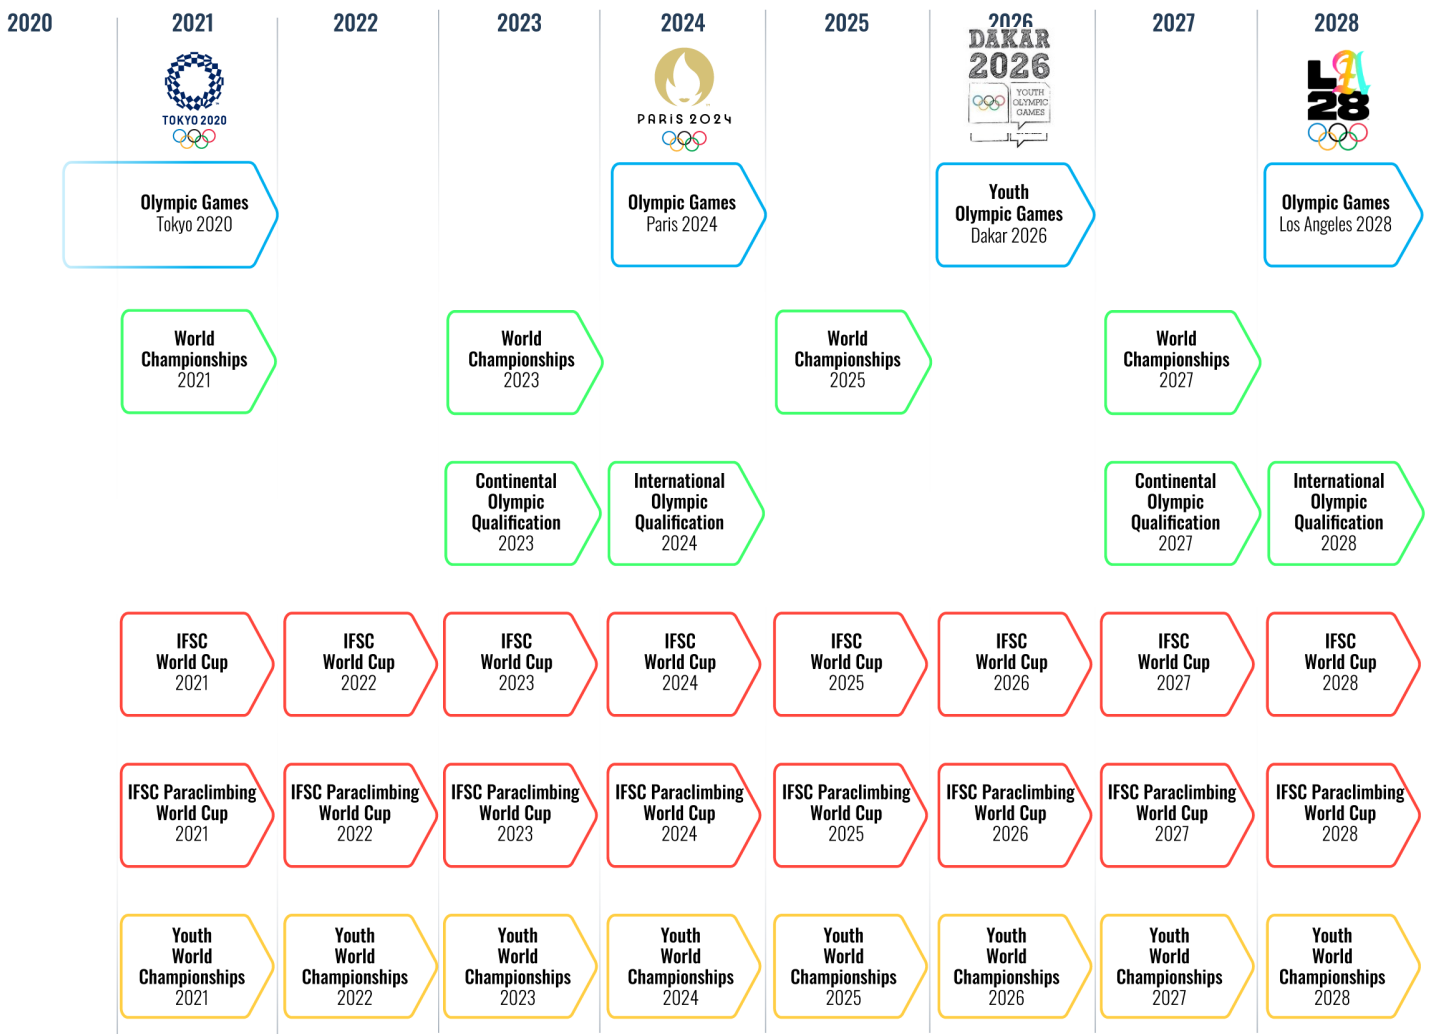 2020
2021
2022
2023
2024
2025
2026
2027
2028
TOKYO 2020
PARIS 2024
DAKAR
2026
YOUTH
OLYMPIC
GAMES
LA
28
Olympic Games
Tokyo 2020
Olympic Games
Paris 2024
Youth
Olympic Games
Dakar 2026
Olympic Games
Los Angeles 2028
World
Championships
2021
World
Championships
2023
World
Championships
2025
World
Championships
2027
Continental
Olympic
Qualification
2023
International
Olympic
Qualification
2024
Continental
Olympic
Qualification
2027
International
Olympic
Qualification
2028
IFSC
World Cup
2021
IFSC
World Cup
2022
IFSC
World Cup
2023
IFSC
World Cup
2024
IFSC
World Cup
2025
IFSC
World Cup
2026
IFSC
World Cup
2027
IFSC
World Cup
2028
IFSC Paraclimbing
World Cup
2021
IFSC Paraclimbing
World Cup
2022
IFSC Paraclimbing
World Cup
2023
IFSC Paraclimbing
World Cup
2024
IFSC Paraclimbing
World Cup
2025
IFSC Paraclimbing
World Cup
2026
IFSC Paraclimbing
World Cup
2027
IFSC Paraclimbing
World Cup
2028
Youth
World
Championships
2021
Youth
World
Championships
2022
Youth
World
Championships
2023
Youth
World
Championships
2024
Youth
World
Championships
2025
Youth
World
Championships
2026
Youth
World
Championships
2027
Youth
World
Championships
2028